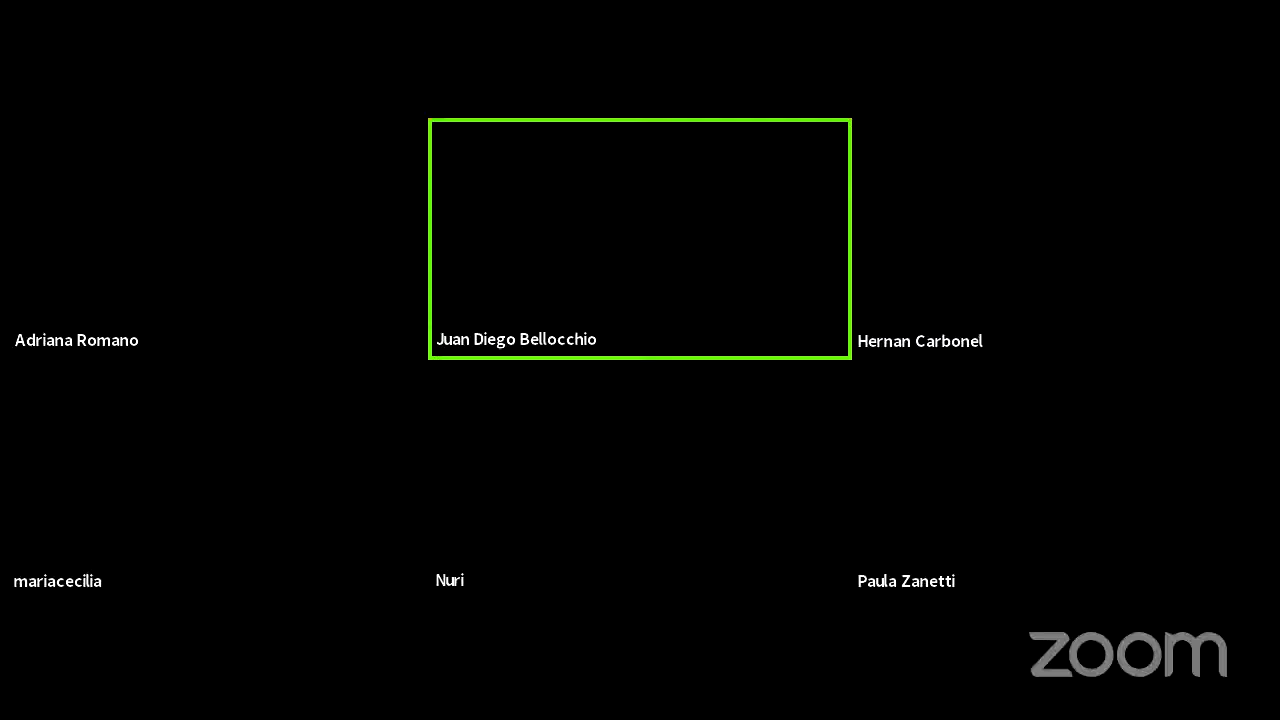 Adriana Romano
Juan Diego Bellocchio
Hernan Carbonel
mariacecilia
Nuri
Paula Zanetti
zoom